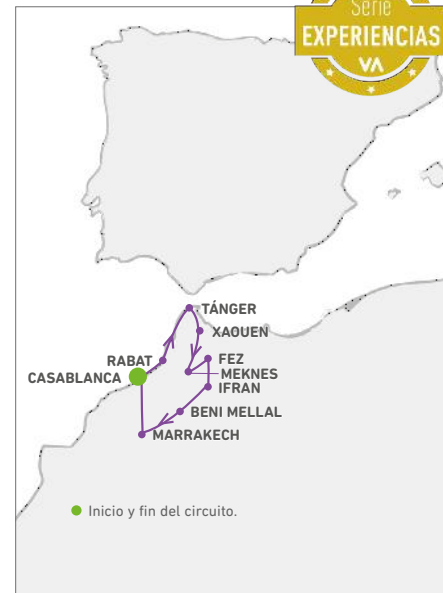 Serie
EXPERIENCIAS
VA
TÁNGER
XAOUEN
RABAT
FEZ
MEKNES
CASABLANCA
IFRAN
BENI MELLAL
MARRAKECH
Inicio y fin del circuito.